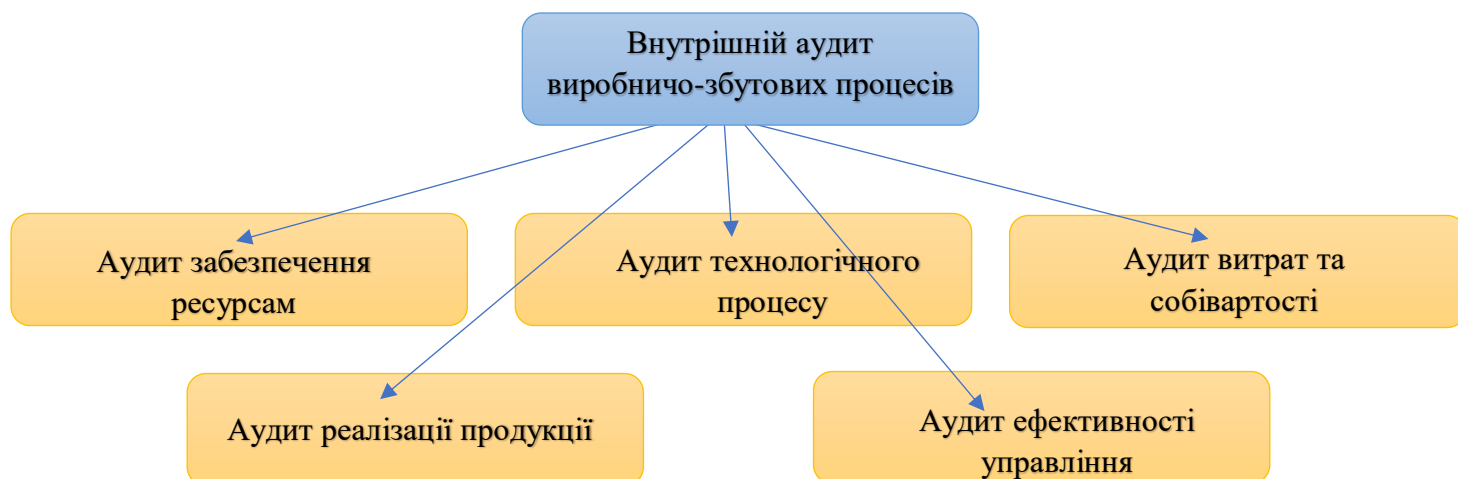 Внутрішній аудит
виробничо-збутових процесів
Аудит забезпечення
ресурсам
Аудит технологічного
процесу
Аудит витрат та
собівартості
Аудит реалізації продукції
Аудит ефективності
управління